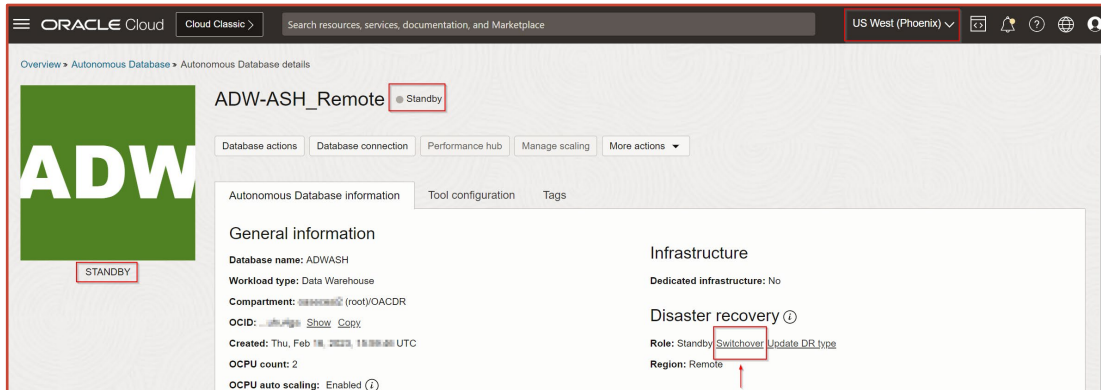 ORACLE Cloud
Cloud Classic >
Search resources, services, documentation, and Marketplace
US West (Phoenix)
Overview » Autonomous Database » Autonomous Database details
ADW
STANDBY
ADW-ASH_Remote
Standby
Database actions
Database connection
Performance hub
Manage scaling
More actions
Autonomous Database information
Tool configuration
Tags
General information
Database name: ADWASH
Workload type: Data Warehouse
Compartment: (root)/OACDR
OCID: ... Show Copy
Created: Thu, Feb UTC
OCPU count: 2
OCPU auto scaling: Enabled
Infrastructure
Dedicated infrastructure: No
Disaster recovery
Role: Standby Switchover Update DR type
Region: Remote